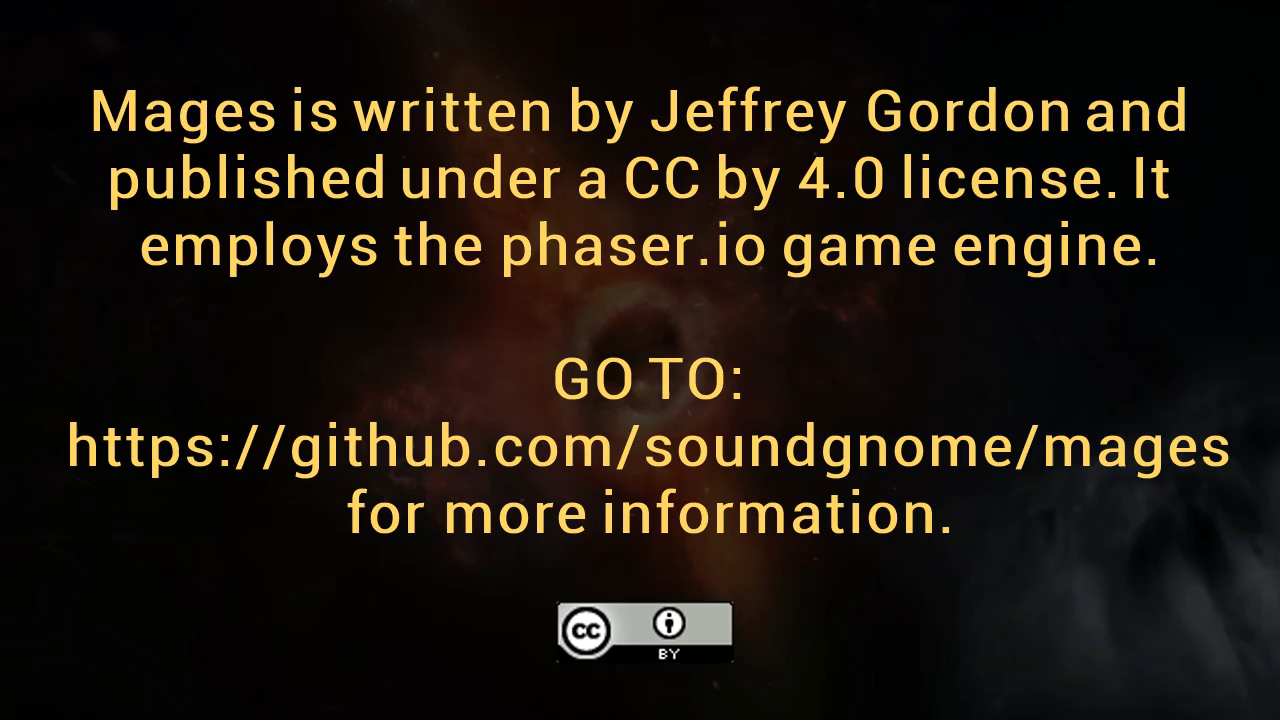 Mages is written by Jeffrey Gordon and
published under a CC by 4.0 license. It
employs the phaser.io game engine.
GO TO:
https://github.com/soundgnome/mages
for more information.
cc
BY